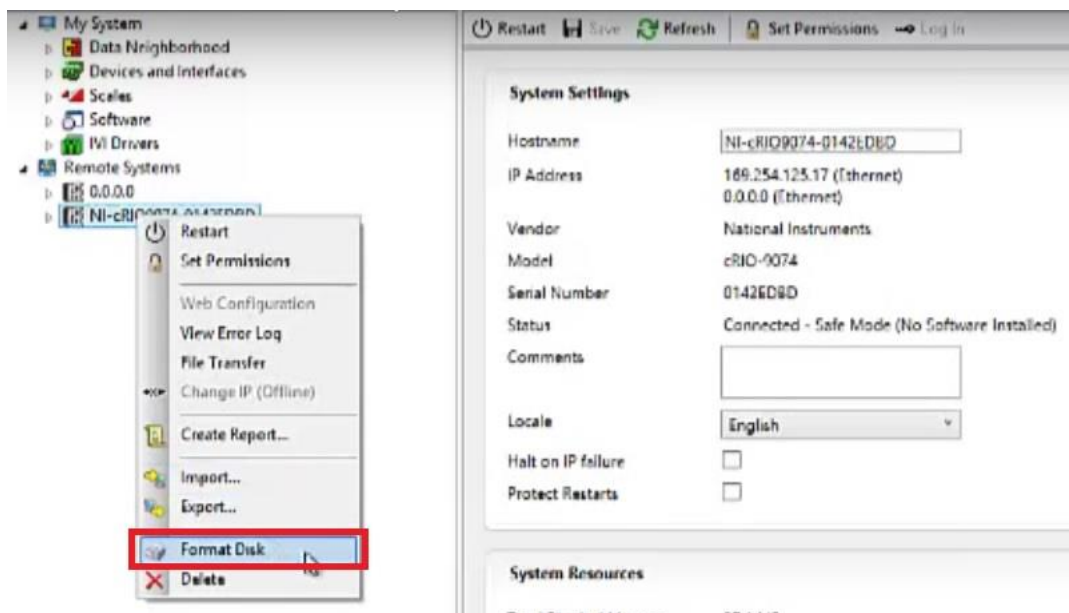 My System
Data Neighborhood
Devices and Interfaces
Scales
Software
IVI Drivers
Remote Systems
0.0.0.0
NI-cRIO9074-0142EDBD
Restart
Set Permissions
Web Configuration
View Error Log
File Transfer
Change IP (Offline)
Create Report...
Import...
Export...
Format Disk
Delete
Restart Save Refresh Set Permissions Log In
System Settings
Hostname NI-cRIO9074-0142EDBD
IP Address 169.254.125.17 (Ethernet)
0.0.0.0 (Ethernet)
Vendor National Instruments
Model cRIO-9074
Serial Number 0142EDBD
Status Connected - Safe Mode (No Software Installed)
Comments
Locale English
Halt on IP failure
Protect Restarts
System Resources